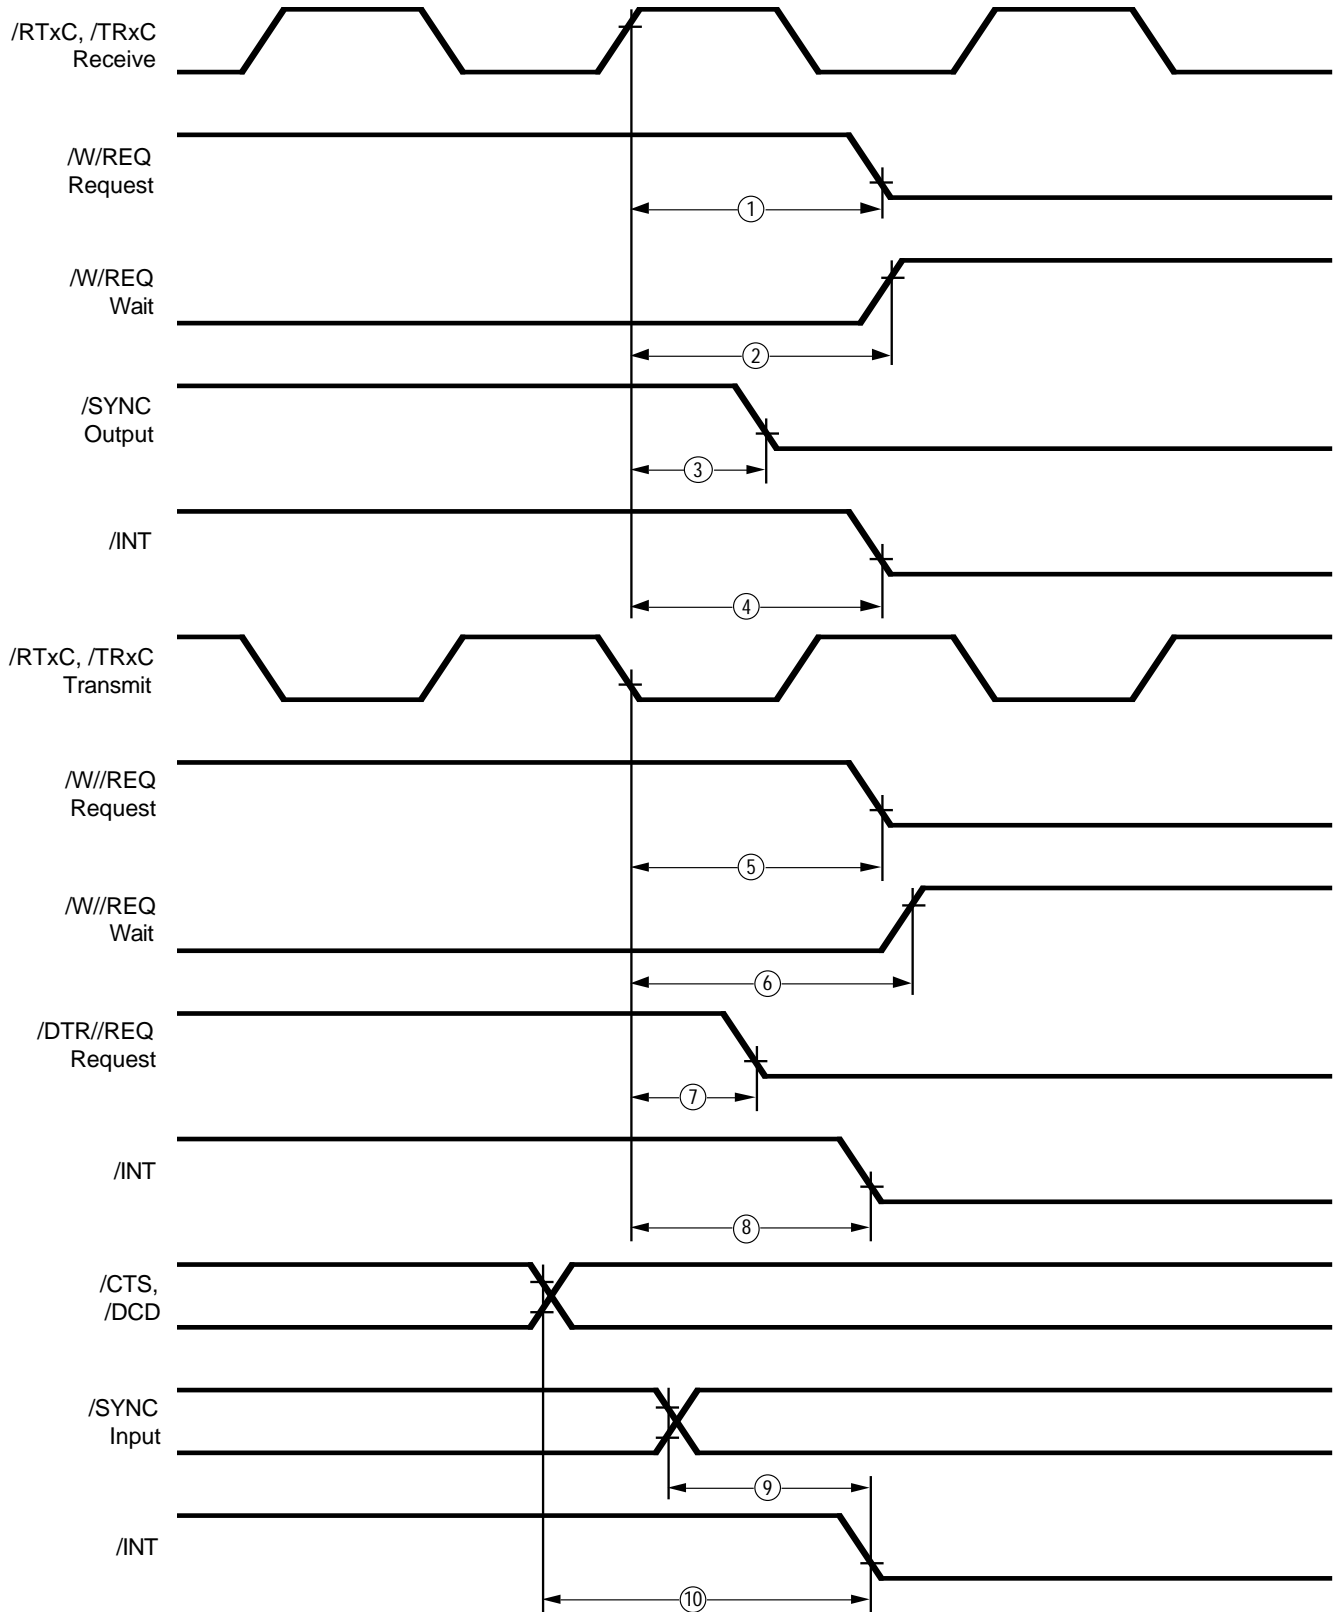 /RTxC, /TRxC
Receive
/W/REQ
Request
1
/W/REQ
Wait
2
/SYNC
Output
3
/INT
4
/RTxC, /TRxC
Transmit
/W//REQ
Request
5
/W//REQ
Wait
6
/DTR//REQ
Request
7
/INT
8
/CTS,
/DCD
/SYNC
Input
9
/INT
10